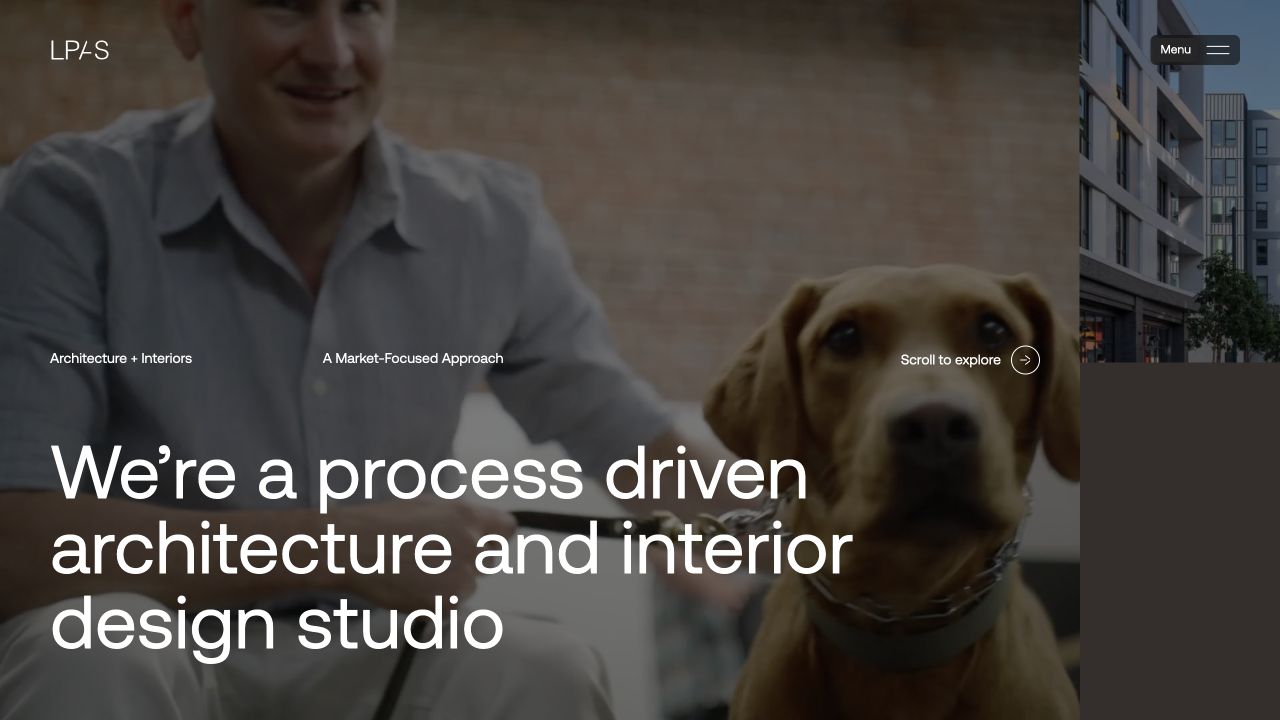 LPAS
Menu
Architecture + Interiors
A Market-Focused Approach
Scroll to explore
We’re a process driven
architecture and interior
design studio